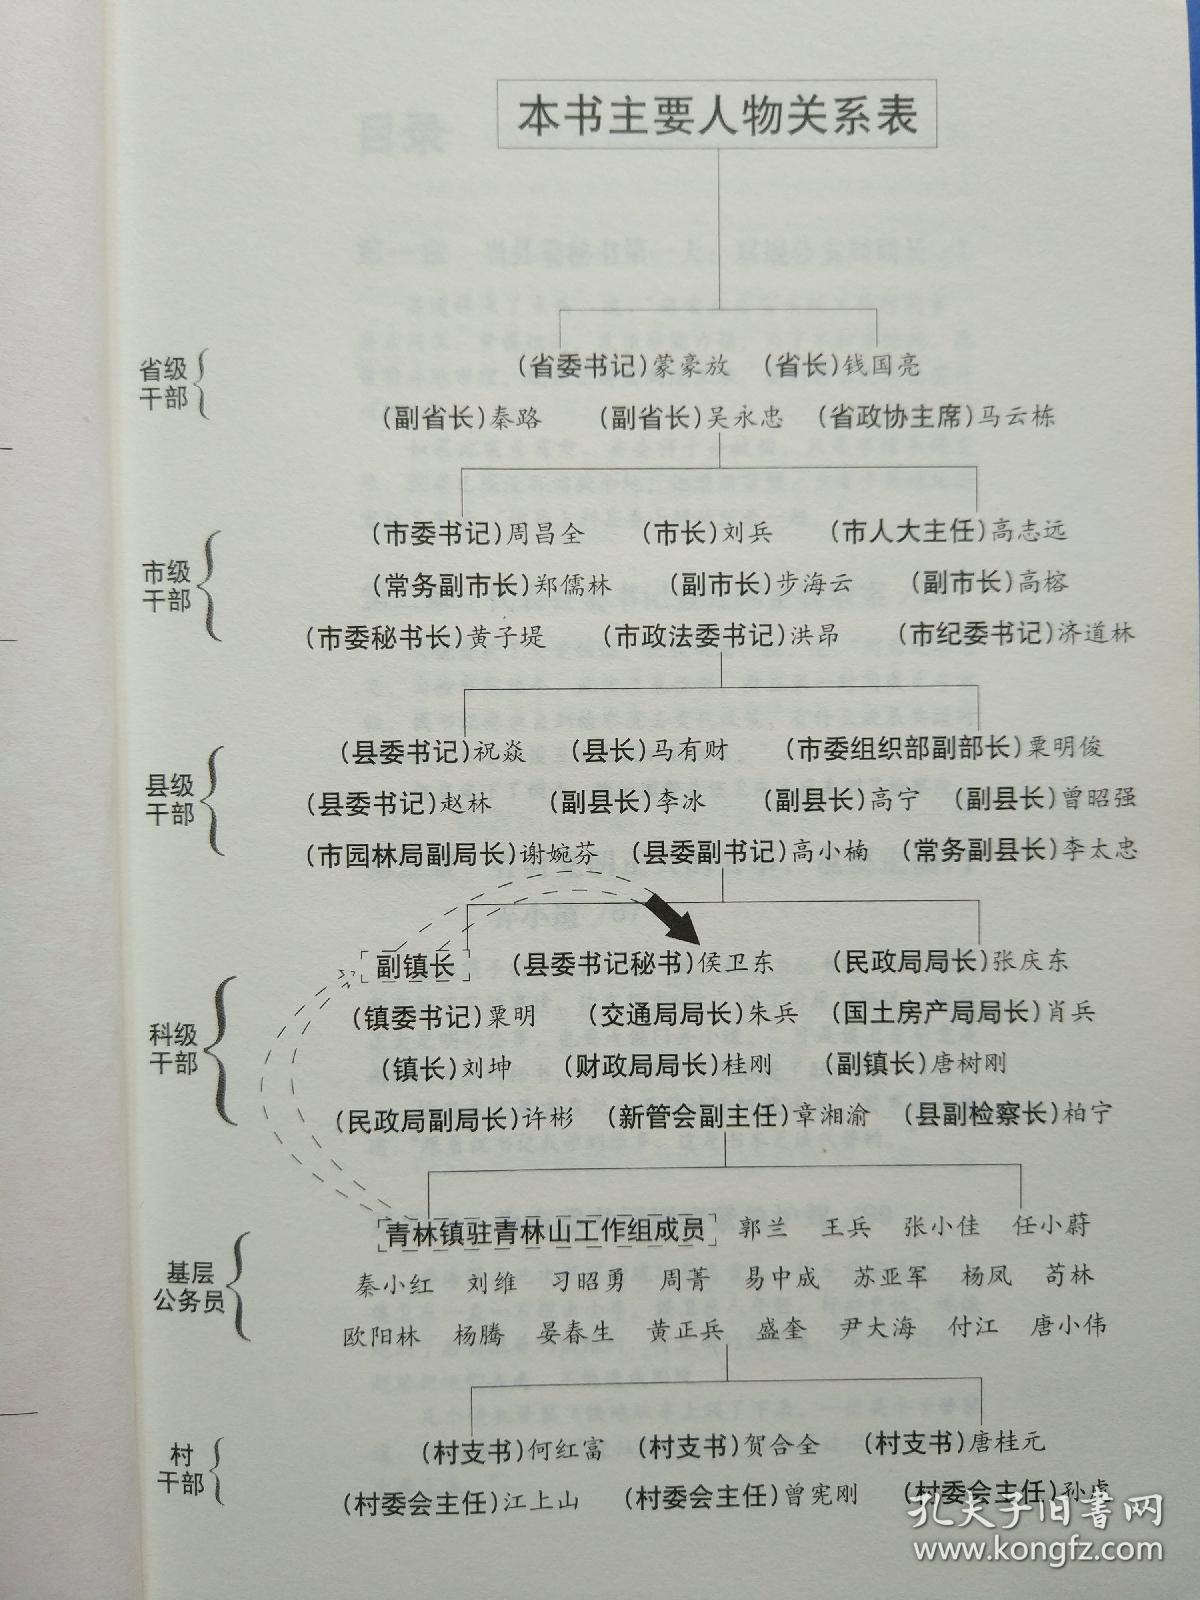 本书主要人物关系表
省级
干部
(省委书记)蒙豪放 (省长)钱国亮
(副省长)秦路 (副省长)吴永忠 (省政协主席)马云栋
市级
干部
(市委书记)周昌全 (市长)刘兵 (市人大主任)高志远
(常务副市长)郑儒林 (副市长)步海云 (副市长)高榕
(市委秘书长)黄子堤 (市政法委书记)洪昂 (市纪委书记)济道林
县级
干部
(县委书记)祝焱 (县长)马有财 (市委组织部副部长)粟明俊
(县委书记)赵林 (副县长)李冰 (副县长)高宁 (副县长)曾昭强
(市园林局副局长)谢婉芬 (县委副书记)高小楠 (常务副县长)李太忠
科级
干部
副镇长 (县委书记秘书)侯卫东 (民政局局长)张庆东
(镇委书记)粟明 (交通局局长)朱兵 (国土房产局局长)肖兵
(镇长)刘坤 (财政局局长)桂刚 (副镇长)唐树刚
(民政局副局长)许彬 (新管会副主任)章湘渝 (县副检察长)柏宁
基层
公务员
青林镇驻青林山工作组成员 郭兰 王兵 张小佳 任小蔚
秦小红 刘维 习昭勇 周菁 易中成 苏亚军 杨凤 苟林
欧阳林 杨腾 晏春生 黄正兵 盛奎 尹大海 付江 唐小伟
村
干部
(村支书)何红富 (村支书)贺合全 (村支书)唐桂元
(村委会主任)江上山 (村委会主任)曾宪刚 (村委会主任)孙虎
孔夫子旧书网
www.kongfz.com